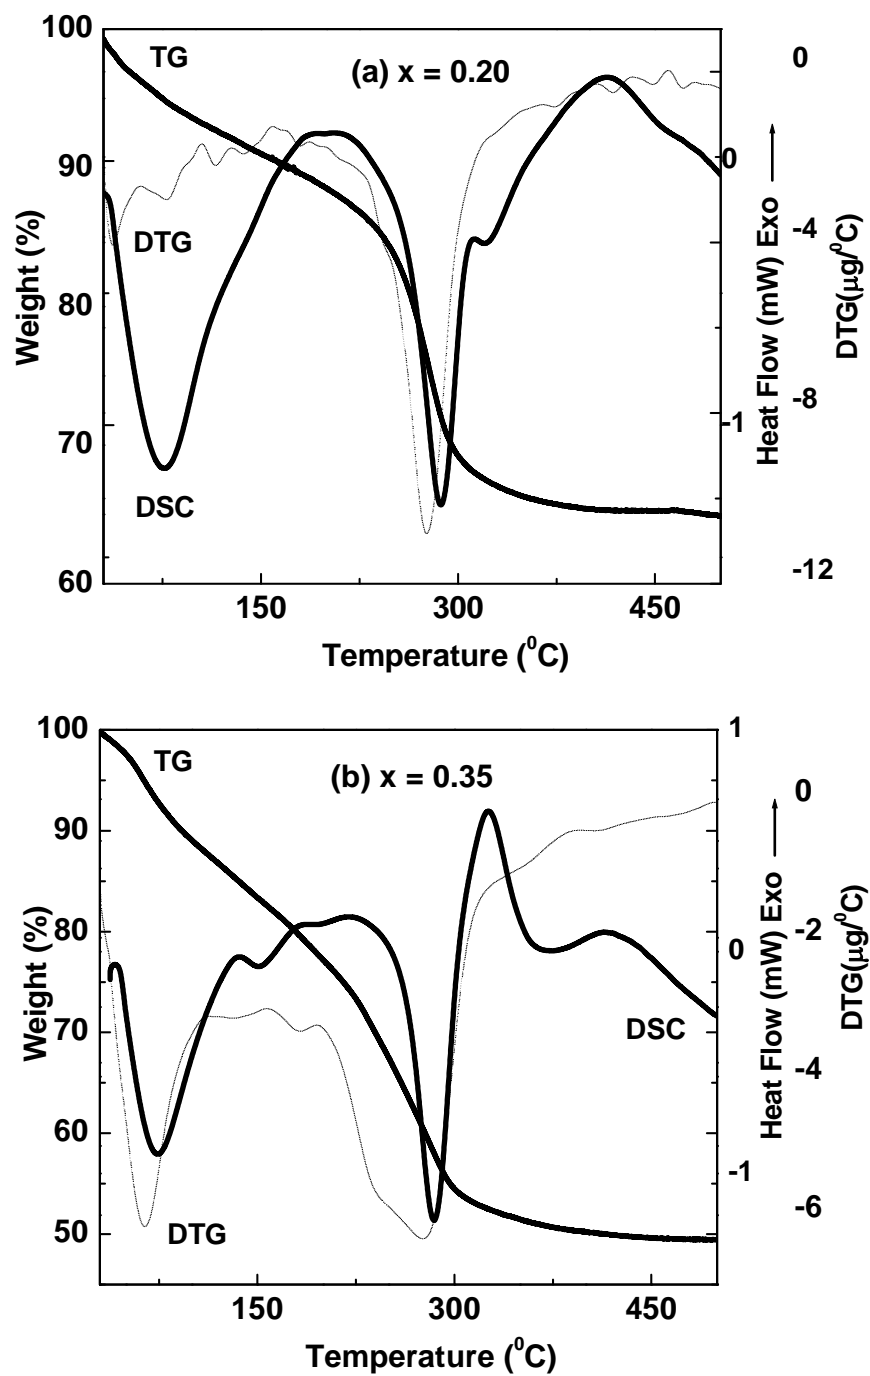 100
90
80
70
60
Weight (%)
TG
(a) x = 0.20
DTG
DSC
0
-1
Heat Flow (mW) Exo
0
-4
-8
-12
DTG(μg/⁰C)
150 300 450
Temperature (⁰C)
100
90
80
70
60
50
Weight (%)
TG
(b) x = 0.35
DSC
DTG
1
0
-1
Heat Flow (mW) Exo
0
-2
-4
-6
DTG(μg/⁰C)
150 300 450
Temperature (⁰C)